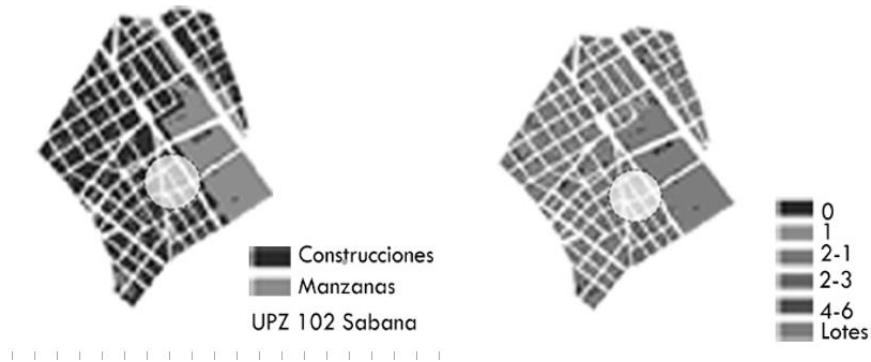 Construcciones
Manzanas
UPZ 102 Sabana
0
1
2-1
2-3
4-6
Lotes